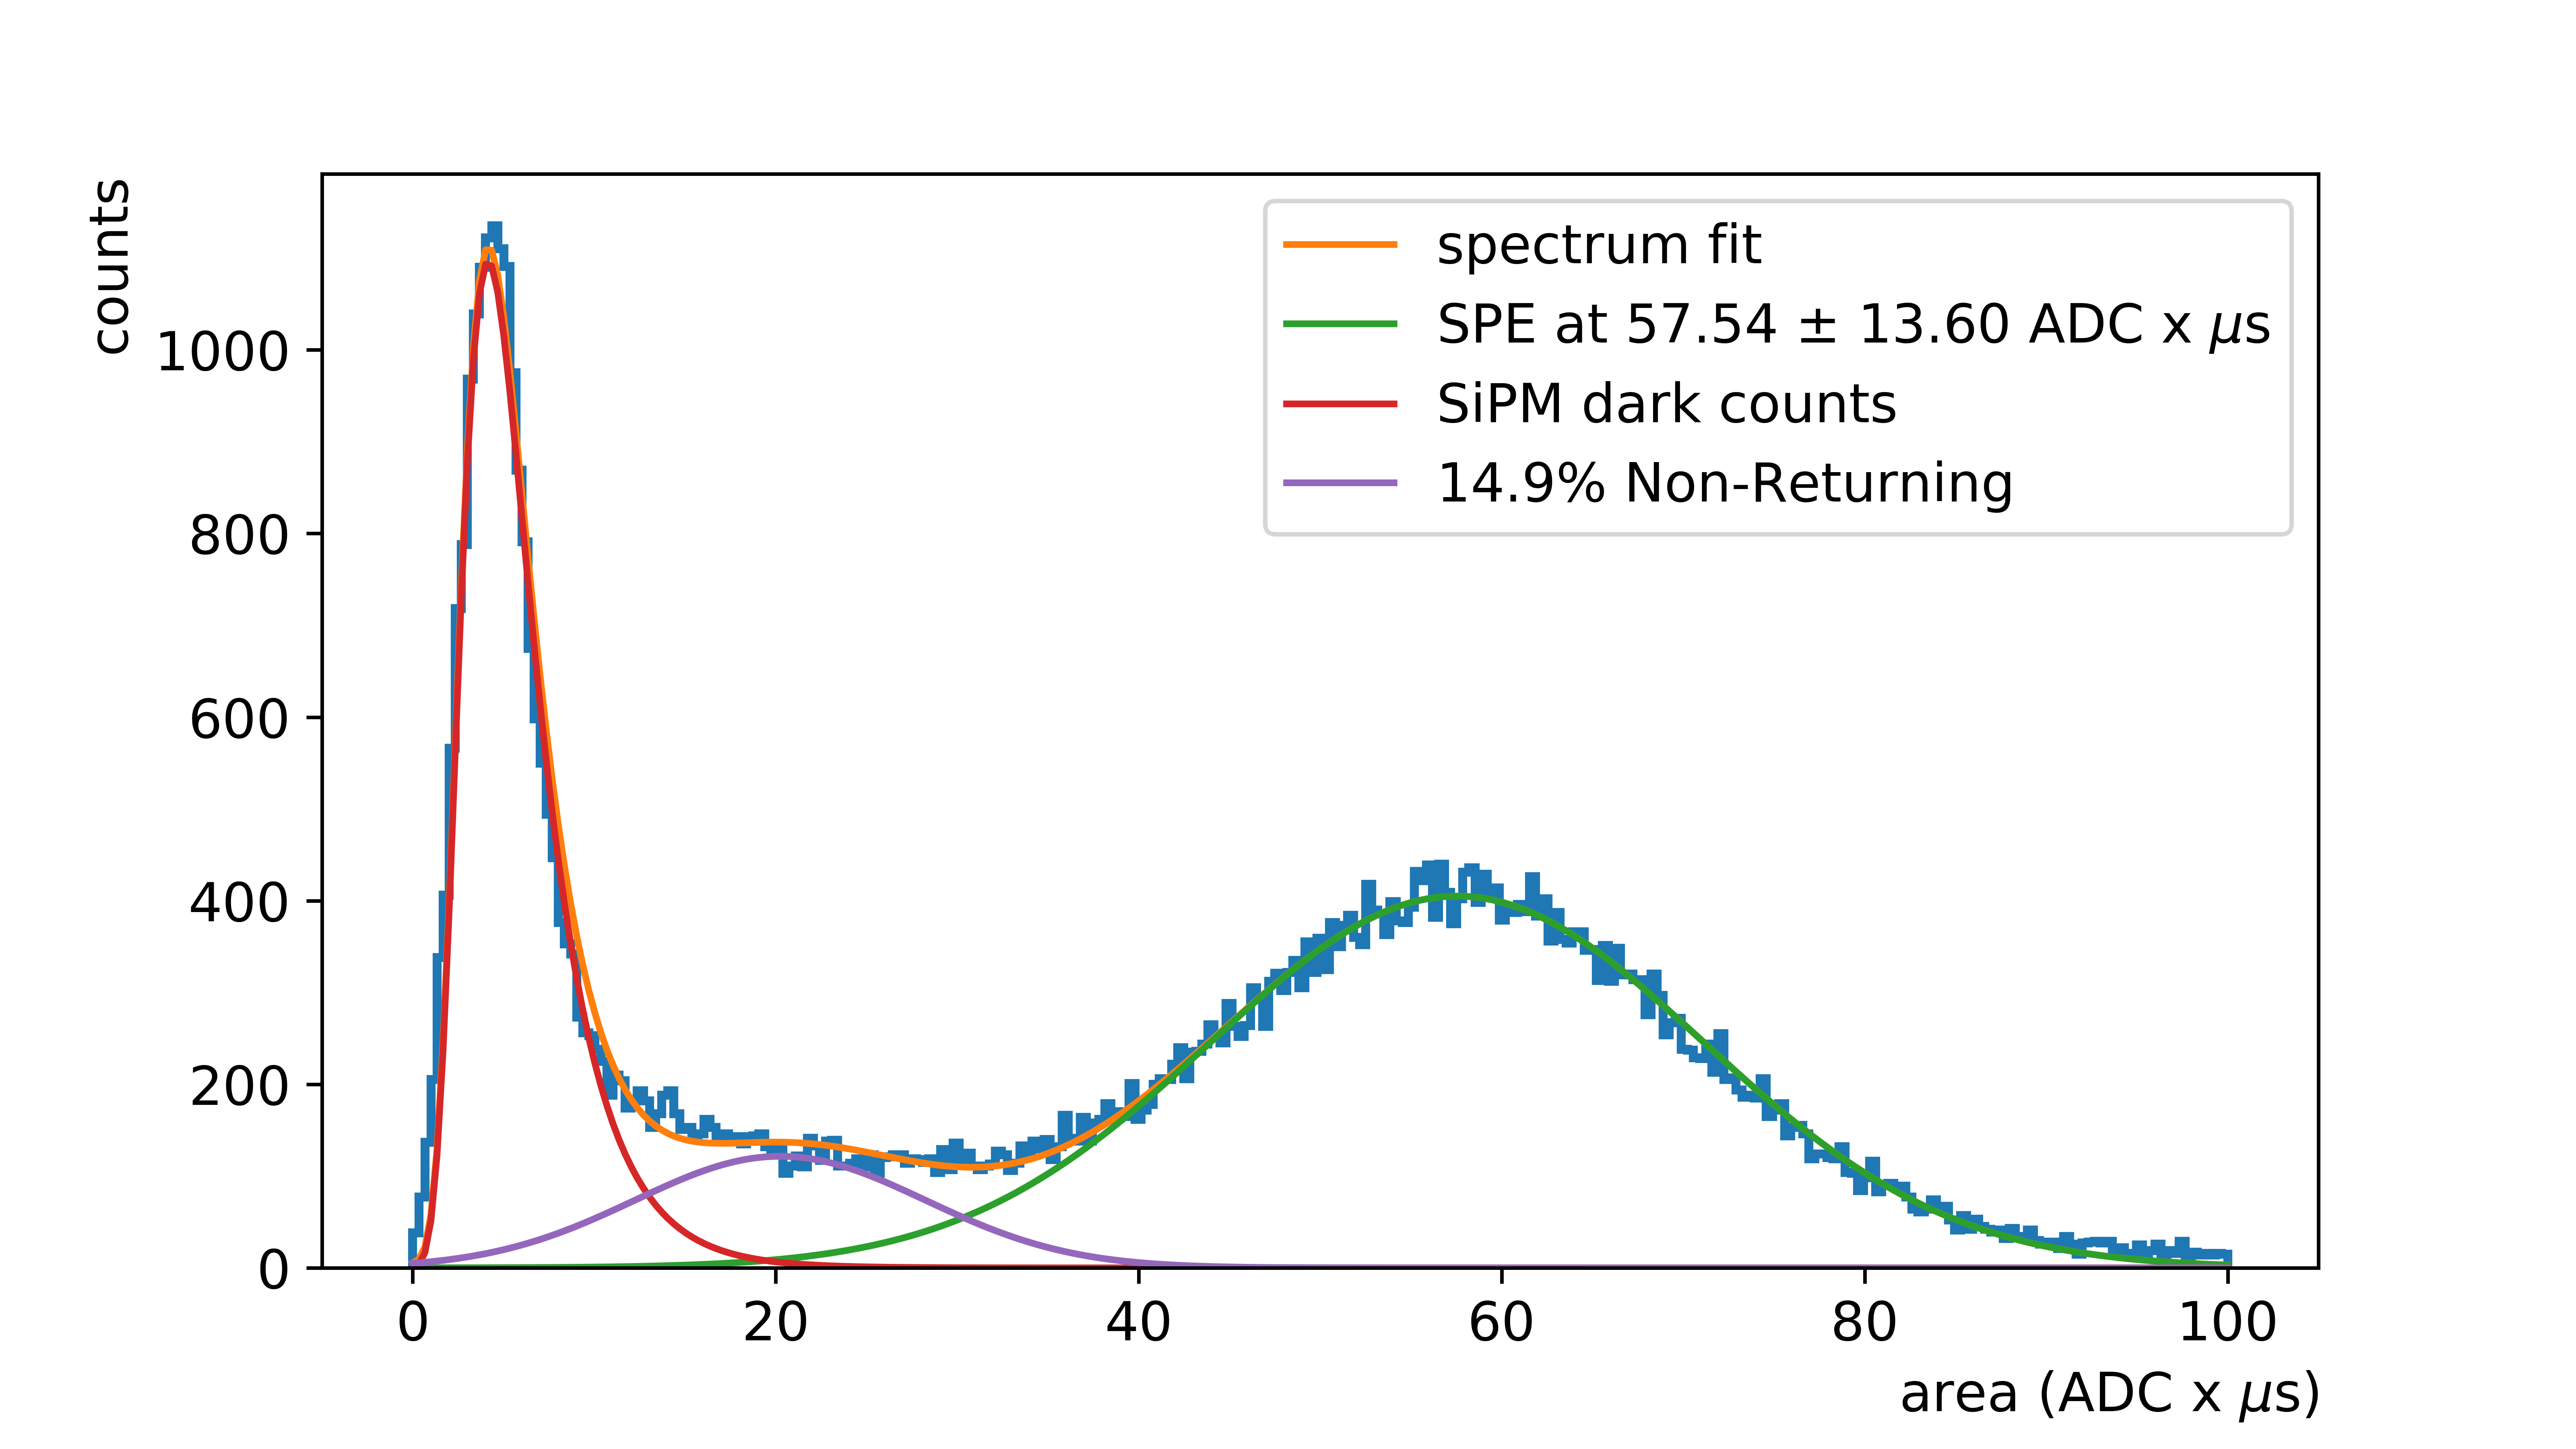 counts
1000
800
600
400
200
0
0 20 40 60 80 100
area (ADC x μs)
spectrum fit
SPE at 57.54 ± 13.60 ADC x μs
SiPM dark counts
14.9% Non-Returning